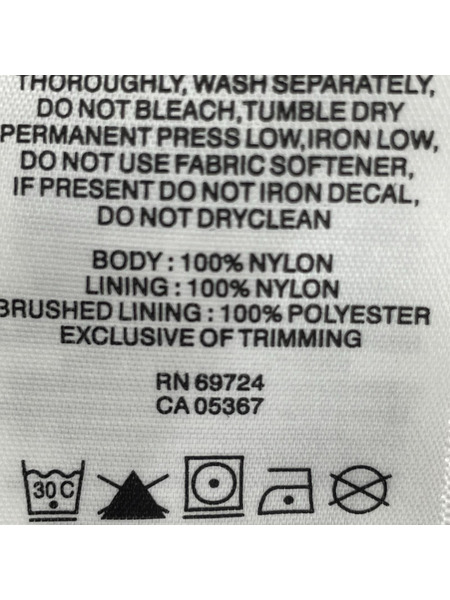 THOROUGHLY, WASH SEPARATELY,
DO NOT BLEACH,TUMBLE DRY
PERMANENT PRESS LOW,IRON LOW,
DO NOT USE FABRIC SOFTENER,
IF PRESENT DO NOT IRON DECAL,
DO NOT DRYCLEAN
BODY : 100% NYLON
LINING : 100% NYLON
BRUSHED LINING : 100% POLYESTER
EXCLUSIVE OF TRIMMING
RN 69724
CA 05367
30 C